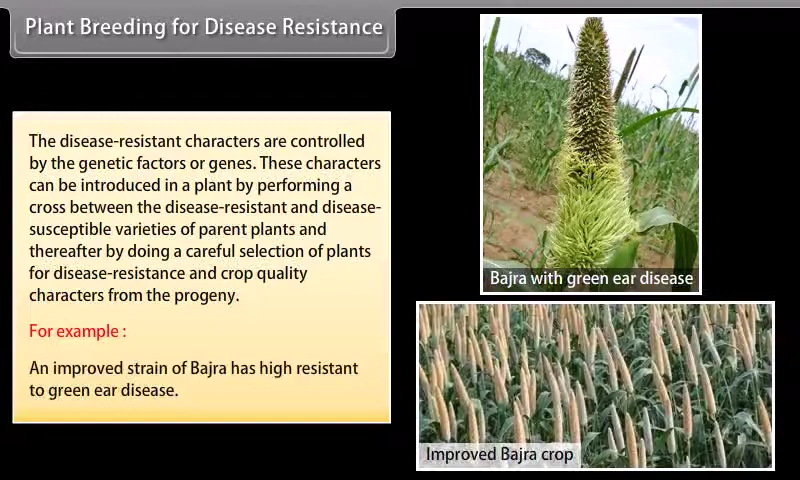 Plant Breeding for Disease Resistance
The disease-resistant characters are controlled
by the genetic factors or genes. These characters
can be introduced in a plant by performing a
cross between the disease-resistant and disease-
susceptible varieties of parent plants and
thereafter by doing a careful selection of plants
for disease-resistance and crop quality
characters from the progeny.
For example :
An improved strain of Bajra has high resistant
to green ear disease.
Bajra with green ear disease
Improved Bajra crop